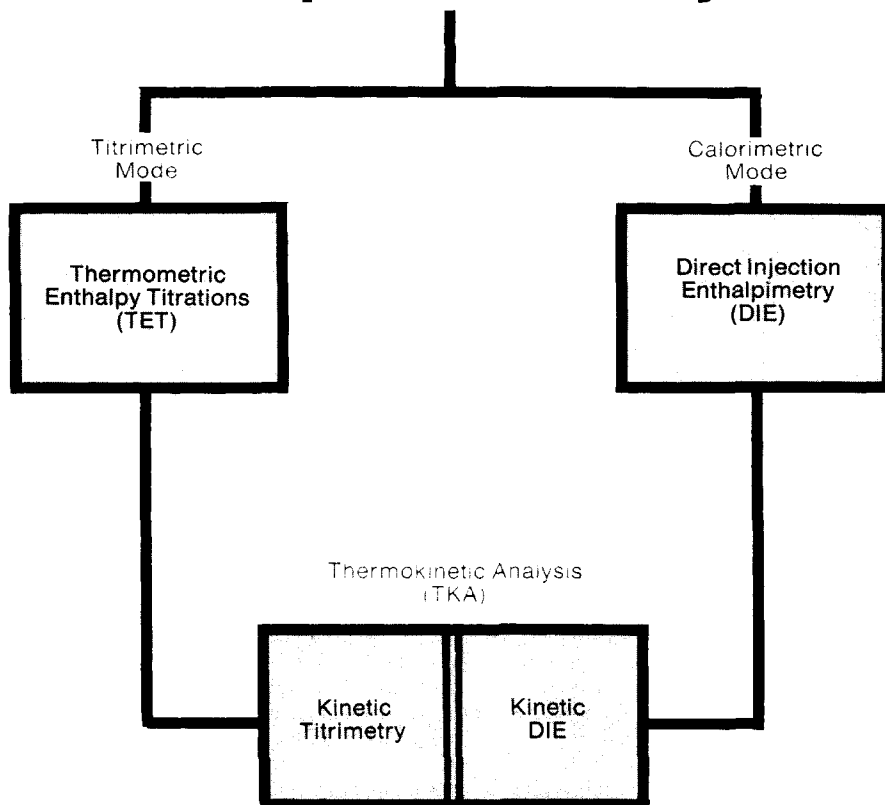 Titrimetric
Mode
Calorimetric
Mode
Thermometric
Enthalpy Titrations
(TET)
Direct Injection
Enthalpimetry
(DIE)
Thermokinetic Analysis
(TKA)
Kinetic
Titrimetry
Kinetic
DIE